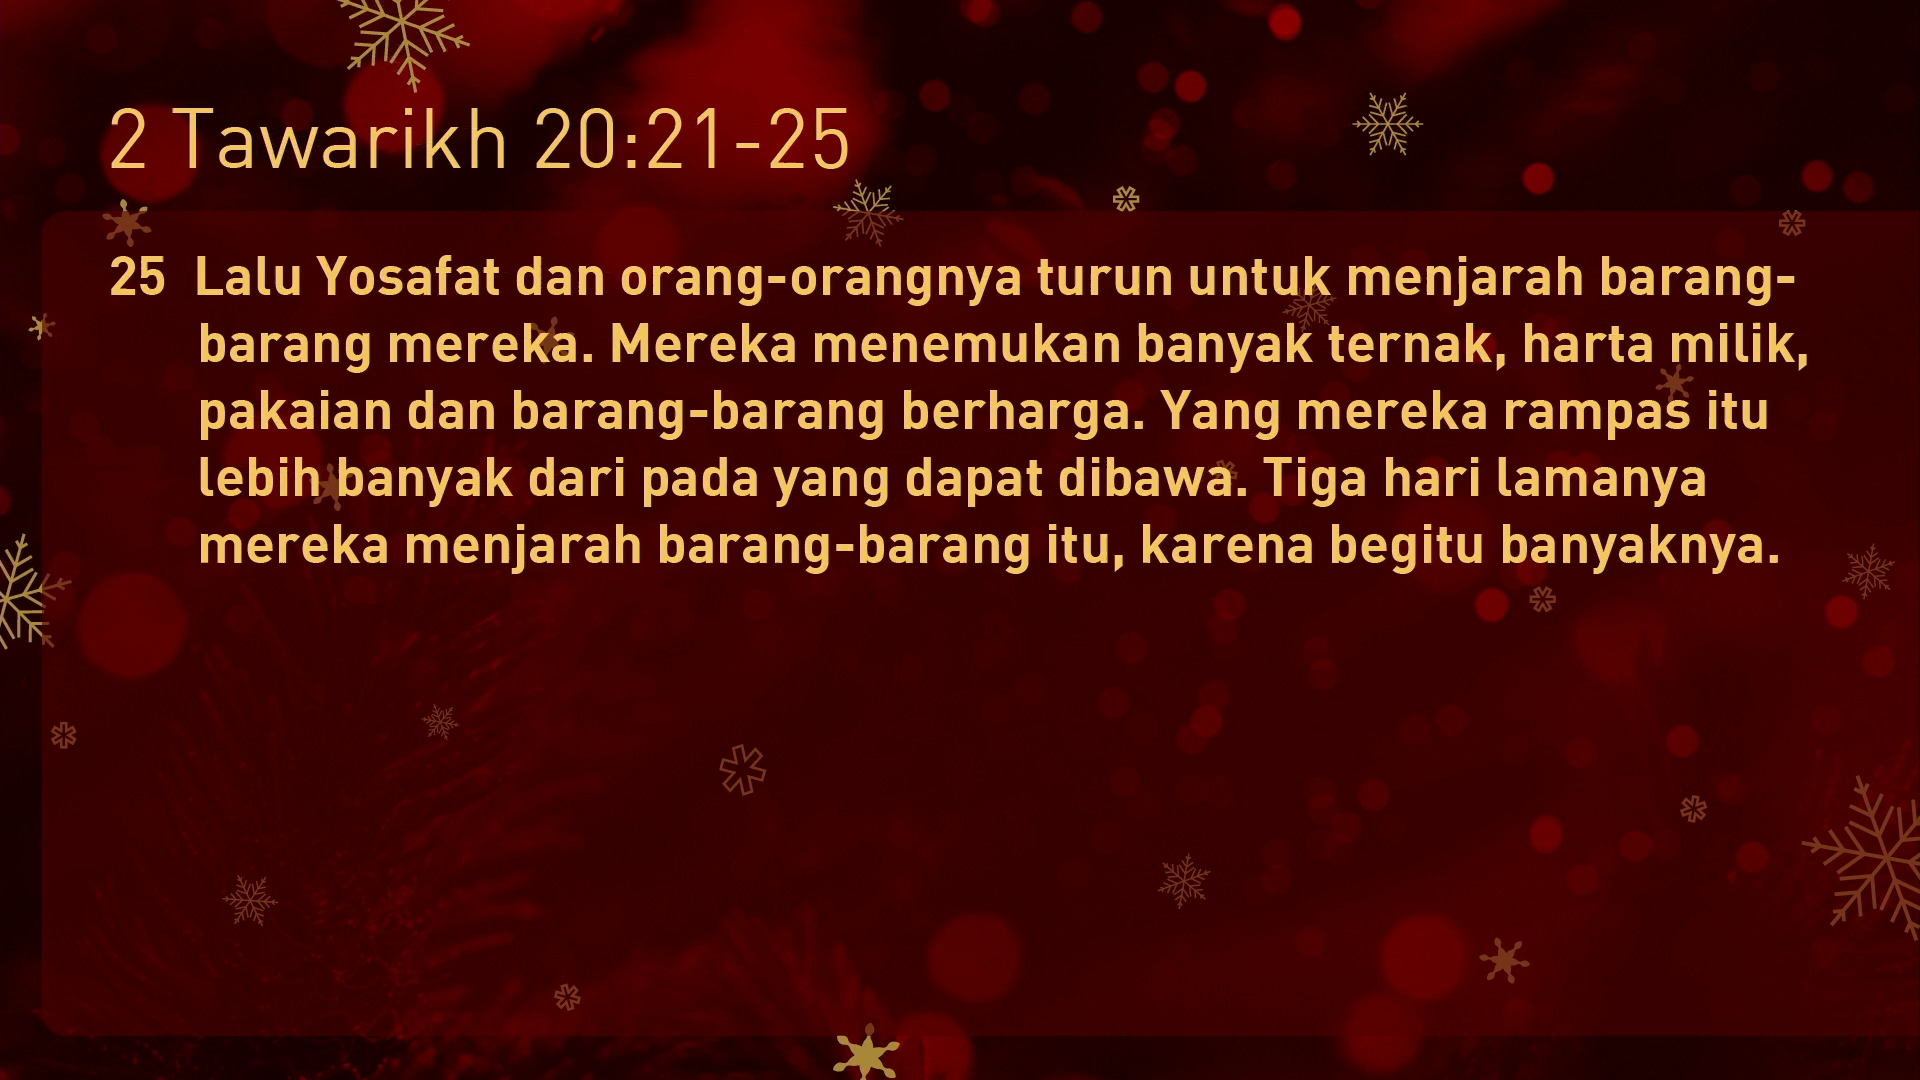 2 Tawarikh 20:21-25
25 Lalu Yosafat dan orang-orangnya turun untuk menjarah barang-
barang mereka. Mereka menemukan banyak ternak, harta milik,
pakaian dan barang-barang berharga. Yang mereka rampas itu
lebih banyak dari pada yang dapat dibawa. Tiga hari lamanya
mereka menjarah barang-barang itu, karena begitu banyaknya.